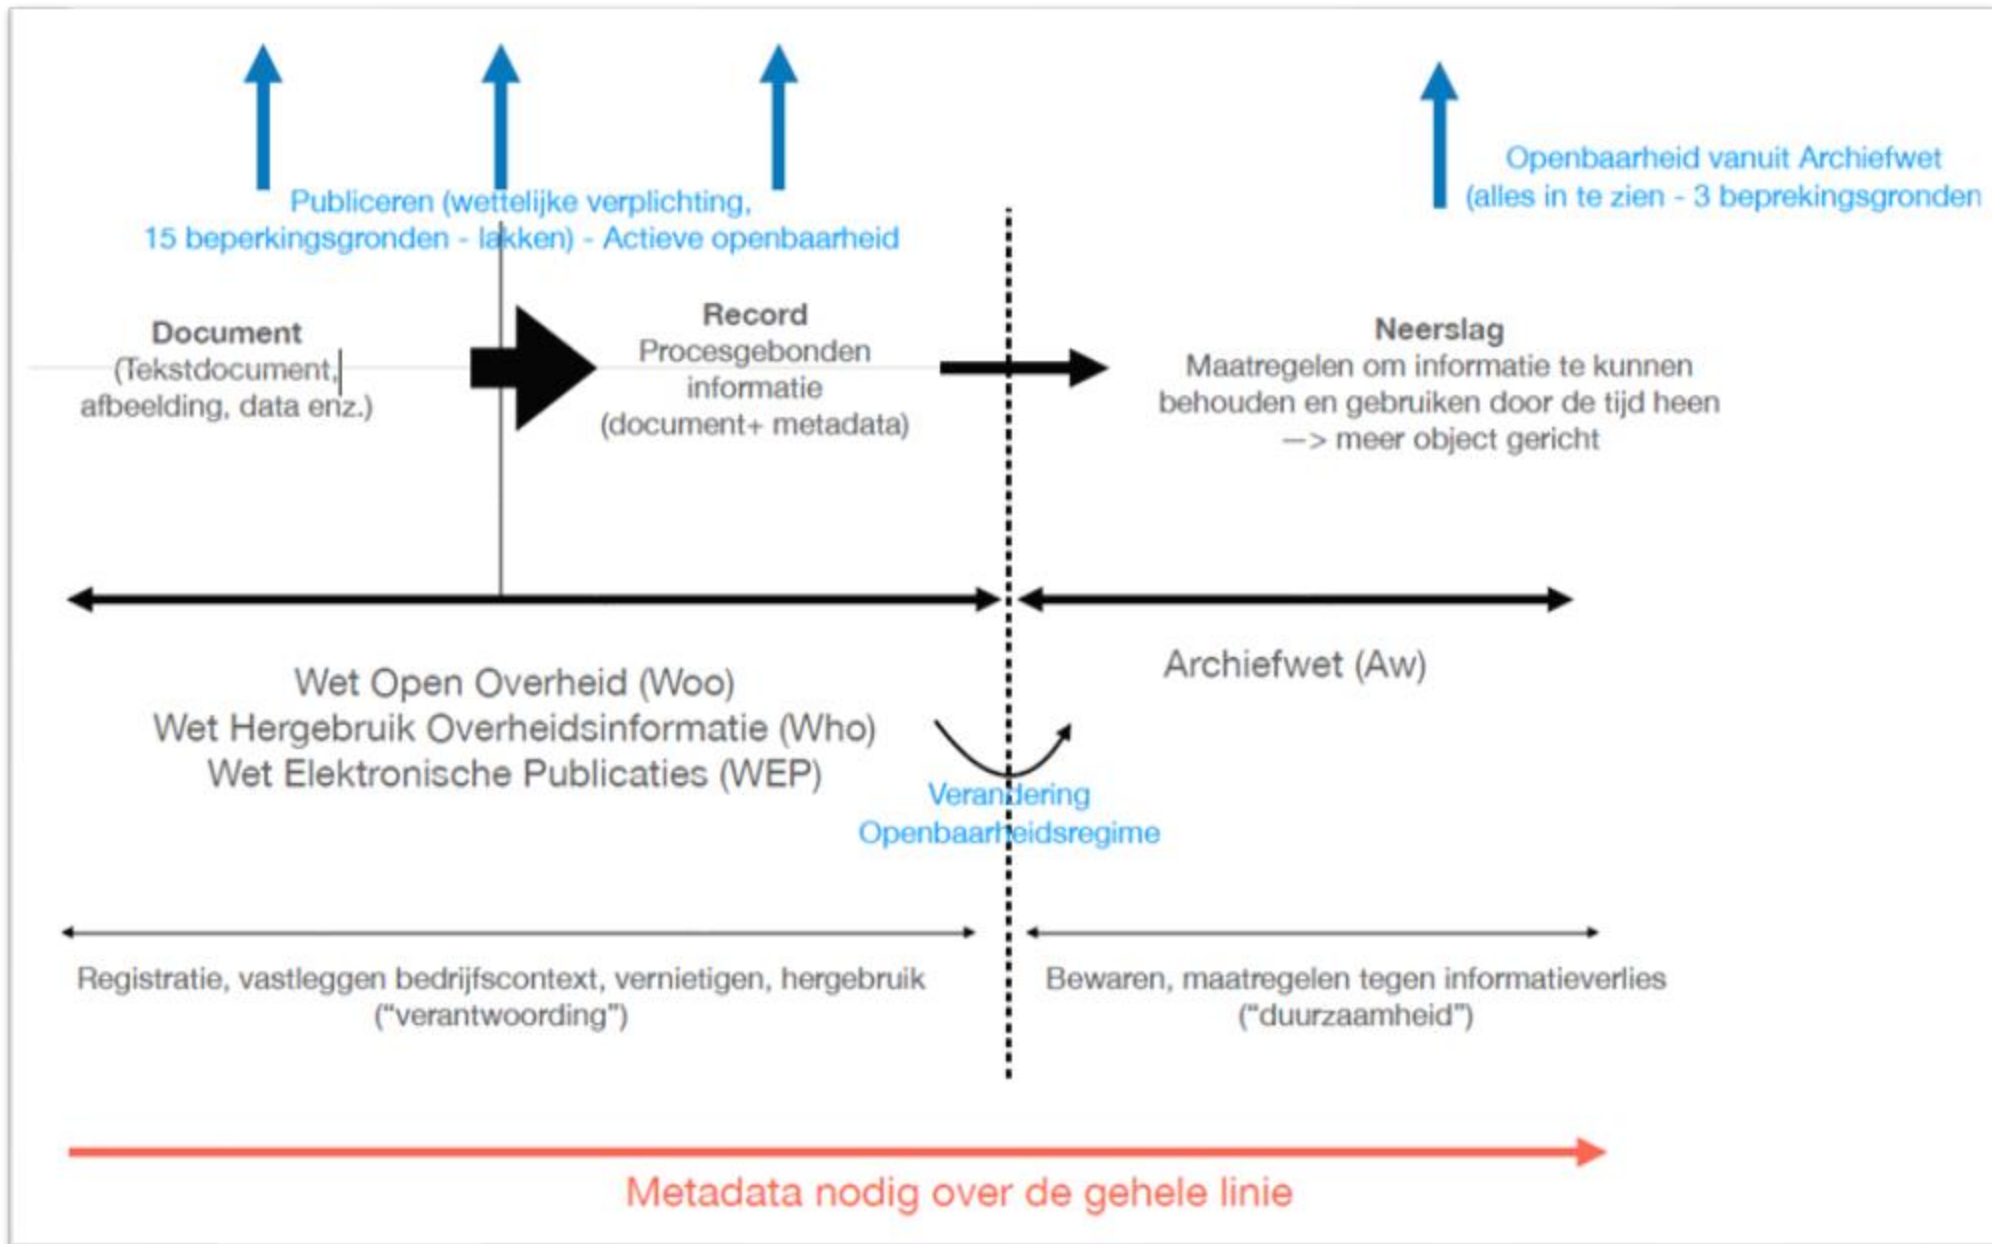 Publiceren (wettelijke verplichting,
15 beperkingsgronden - lakken) - Actieve openbaarheid
Openbaarheid vanuit Archiefwet
(alles in te zien - 3 beprekingsgronden
Document
(Tekstdocument,
afbeelding, data enz.)
Record
Procesgebonden
informatie
(document+ metadata)
Neerslag
Maatregelen om informatie te kunnen
behouden en gebruiken door de tijd heen
—> meer object gericht
Wet Open Overheid (Woo)
Wet Hergebruik Overheidsinformatie (Who)
Wet Elektronische Publicaties (WEP)
Archiefwet (Aw)
Verandering
Openbaarheidsregime
Registratie, vastleggen bedrijfscontext, vernietigen, hergebruik
(“verantwoording”)
Bewaren, maatregelen tegen informatieverlies
(“duurzaamheid”)
Metadata nodig over de gehele linie